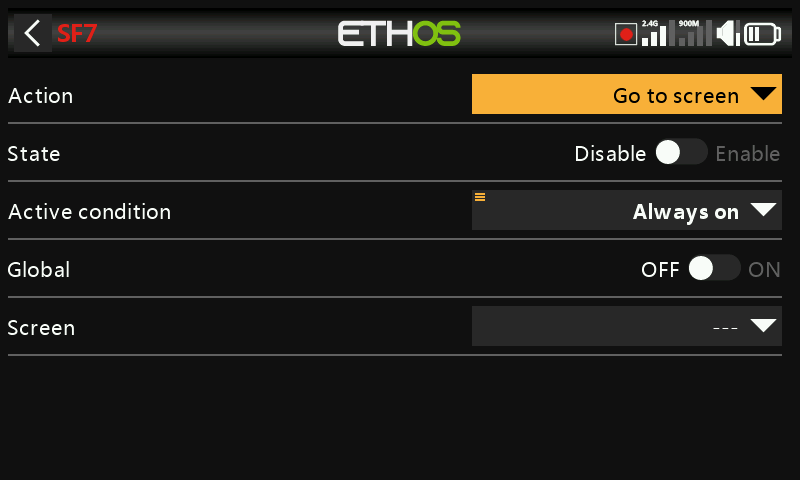 SF7
ETHOS
2.4G
900M
Action
Go to screen
State
Disable Enable
Active condition
Always on
Global
OFF ON
Screen
---